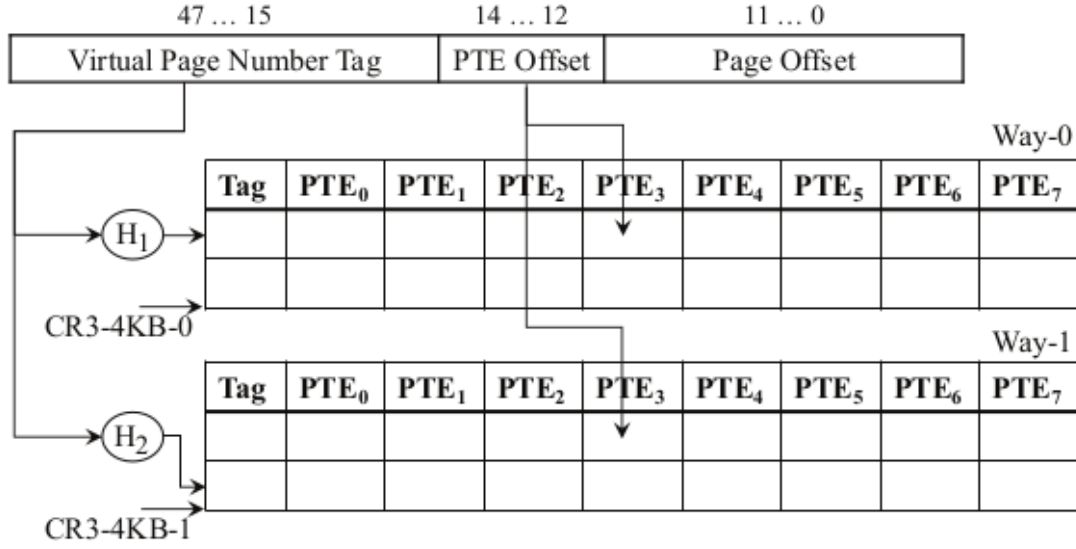 47 ... 15 14 ... 12 11 ... 0
Virtual Page Number Tag PTE Offset Page Offset
Way-0
Tag PTE₀ PTE₁ PTE₂ PTE₃ PTE₄ PTE₅ PTE₆ PTE₇
H₁
CR3-4KB-0
Way-1
Tag PTE₀ PTE₁ PTE₂ PTE₃ PTE₄ PTE₅ PTE₆ PTE₇
H₂
CR3-4KB-1